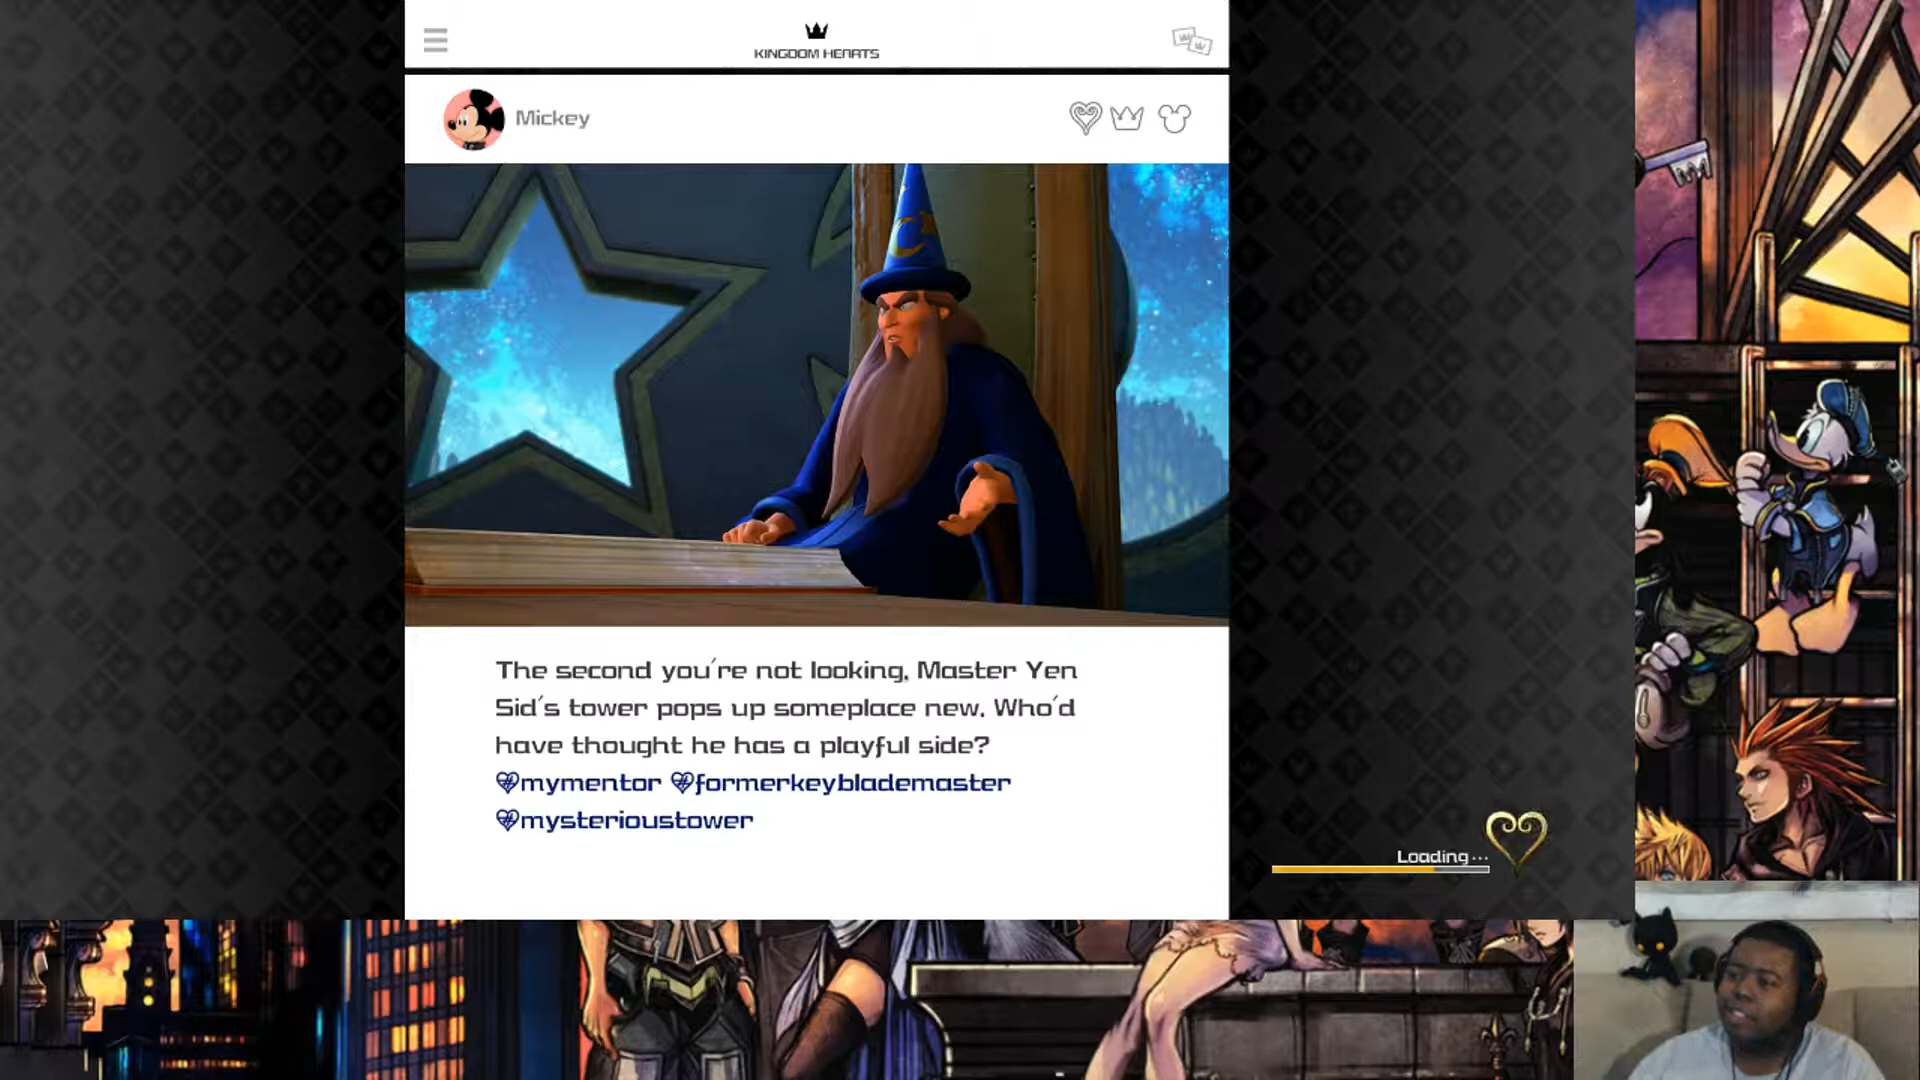 KINGDOM HEARTS
Mickey
The second you're not looking, Master Yen
Sid's tower pops up someplace new. Who'd
have thought he has a playful side?
#mymentor #formerkeyblademaster
#mysterioustower
Loading...